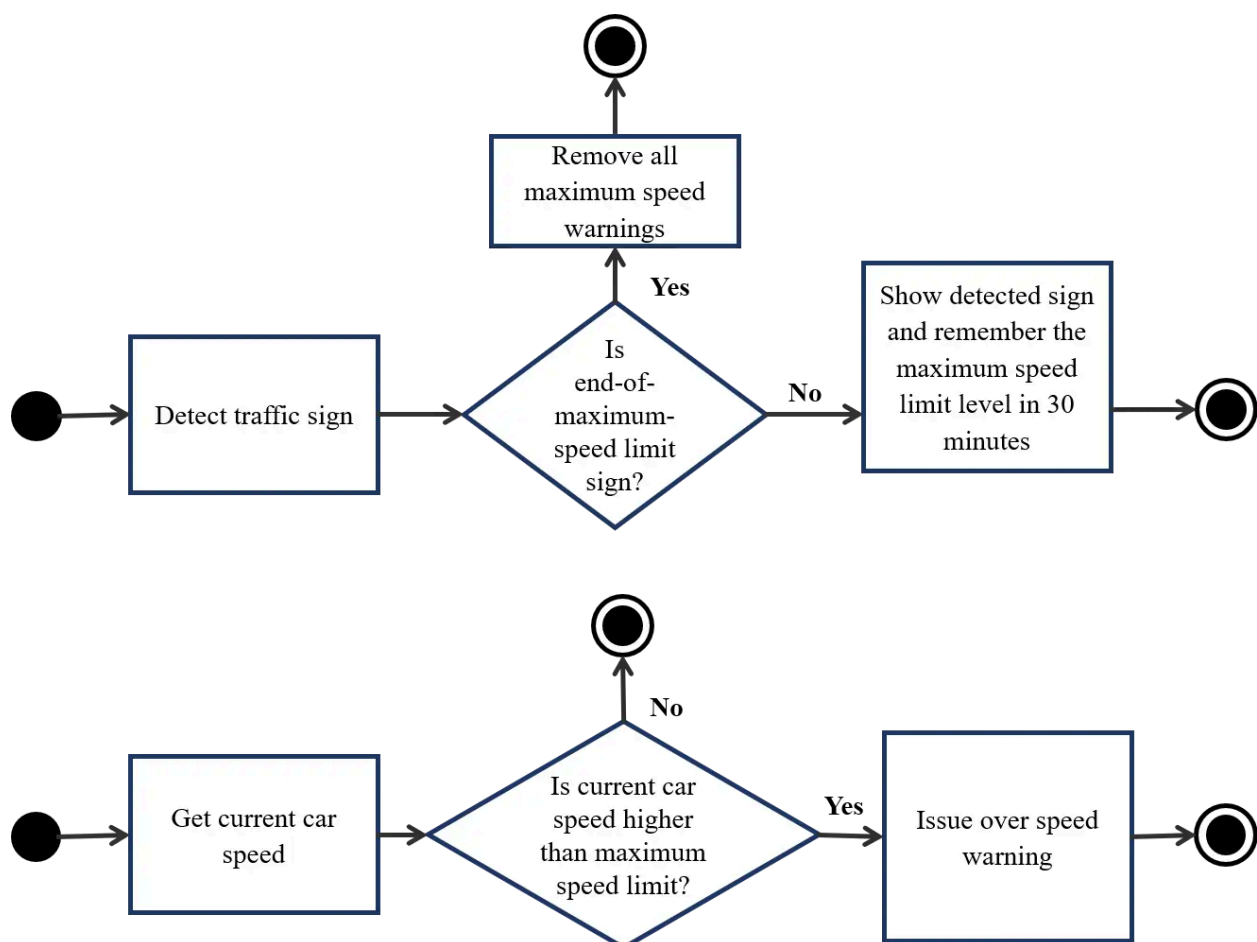 Remove all
maximum speed
warnings
Yes
Show detected sign
and remember the
maximum speed
limit level in 30
minutes
Is
end-of-
maximum-
speed limit
sign?
No
Detect traffic sign
No
Get current car
speed
Is current car
speed higher
than maximum
speed limit?
Yes
Issue over speed
warning